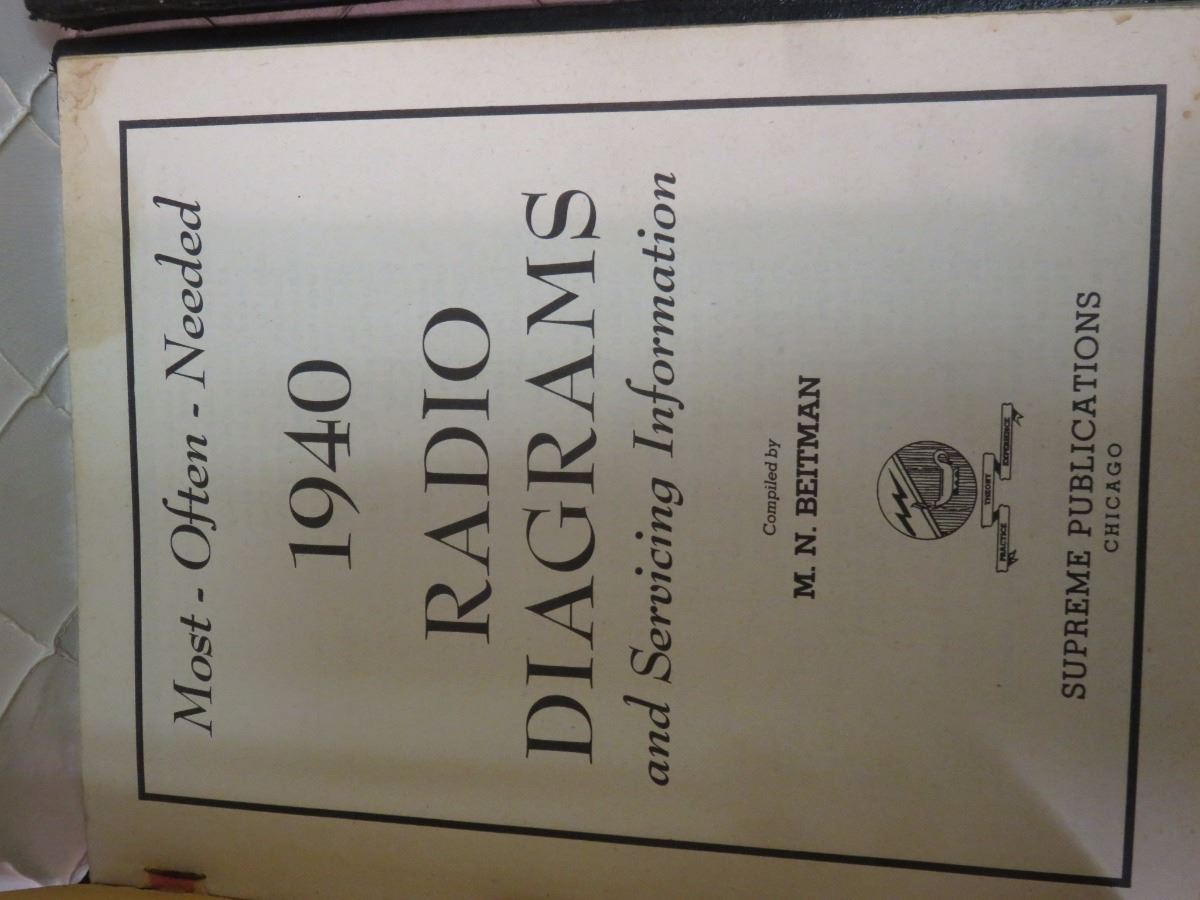 Most - Often - Needed
1940
RADIO
DIAGRAMS
and Servicing Information
Compiled by
M. N. BEITMAN
PRACTICE
THEORY
EXPERIENCE
SUPREME PUBLICATIONS
CHICAGO